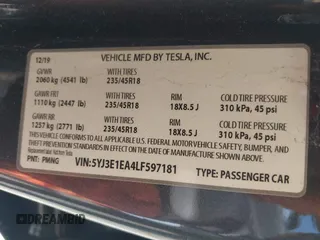 12/19 VEHICLE MFD BY TESLA, INC.
GVWR WITH TIRES
2060 kg (4541 lb) 235/45R18
GAWR FRT WITH TIRES RIM COLD TIRE PRESSURE
1110 kg (2447 lb) 235/45R18 18X8.5 J 310 kPa, 45 psi
GAWR RR WITH TIRES RIM COLD TIRE PRESSURE
1257 kg (2771 lb) 235/45R18 18X8.5 J 310 kPa, 45 psi
THIS VEHICLE CONFORMS TO ALL APPLICABLE U.S. FEDERAL MOTOR VEHICLE SAFETY, BUMPER, AND
THEFT PREVENTION STANDARDS IN EFFECT ON THE DATE OF MANUFACTURE SHOWN ABOVE.
PNT: PMNG VIN: 5YJ3E1EA4LF597181 TYPE: PASSENGER CAR
DREAMBID